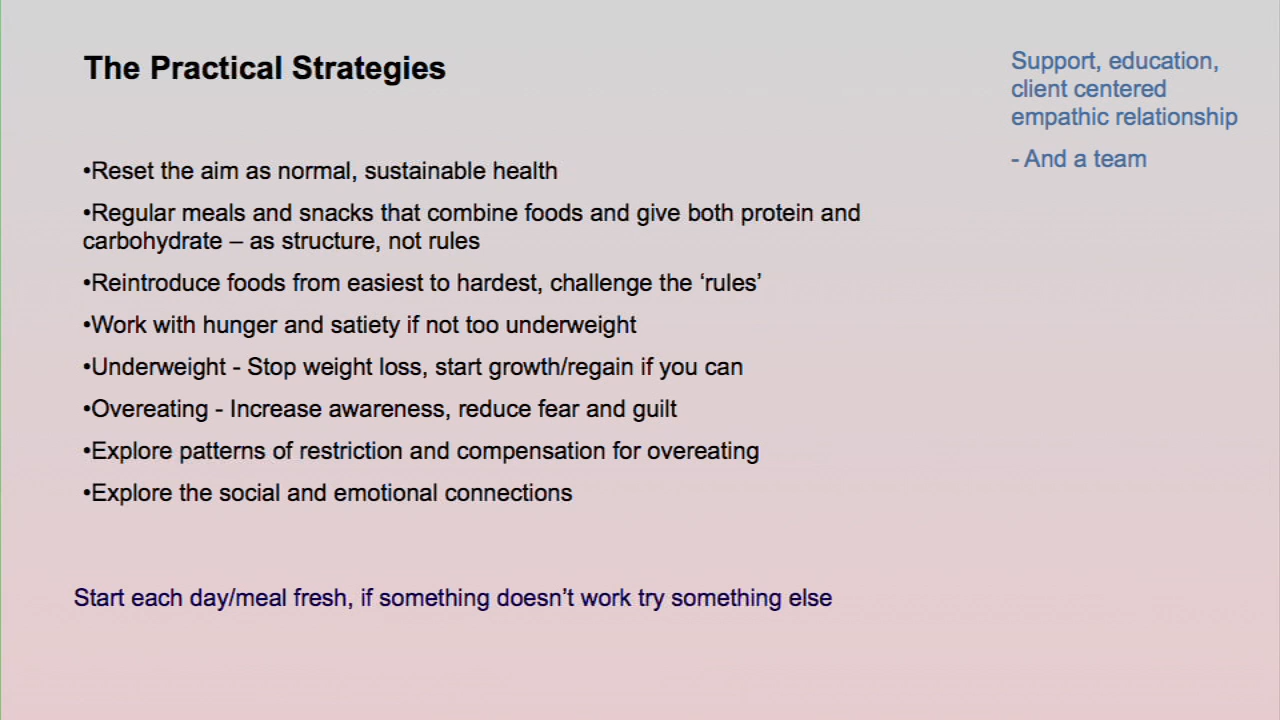 The Practical Strategies
Support, education,
client centered
empathic relationship
- And a team
•Reset the aim as normal, sustainable health
•Regular meals and snacks that combine foods and give both protein and
carbohydrate – as structure, not rules
•Reintroduce foods from easiest to hardest, challenge the ‘rules’
•Work with hunger and satiety if not too underweight
•Underweight - Stop weight loss, start growth/regain if you can
•Overeating - Increase awareness, reduce fear and guilt
•Explore patterns of restriction and compensation for overeating
•Explore the social and emotional connections
Start each day/meal fresh, if something doesn’t work try something else